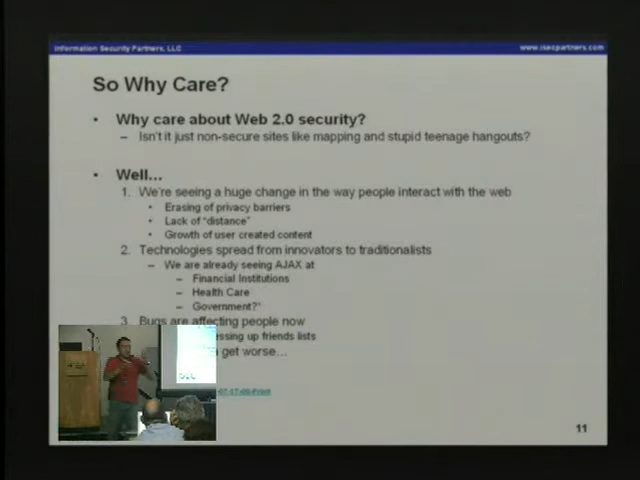 Information Security Partners, LLC
www.isecpartners.com
So Why Care?
• Why care about Web 2.0 security?
– Isn't it just non-secure sites like mapping and stupid teenage hangouts?
• Well…
1. We're seeing a huge change in the way people interact with the web
• Erasing of privacy barriers
• Lack of "distance"
• Growth of user created content
2. Technologies spread from innovators to traditionalists
– We are already seeing AJAX at
– Financial Institutions
– Health Care
– Government?*
3. Bugs are affecting people now
essing up friends lists
get worse…
11